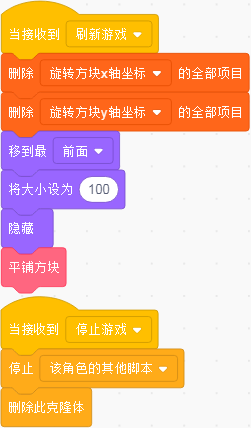 当接收到 刷新游戏
删除 旋转方块x轴坐标 的全部项目
删除 旋转方块y轴坐标 的全部项目
移到最 前面
将大小设为 100
隐藏
平铺方块
当接收到 停止游戏
停止 该角色的其他脚本
删除此克隆体